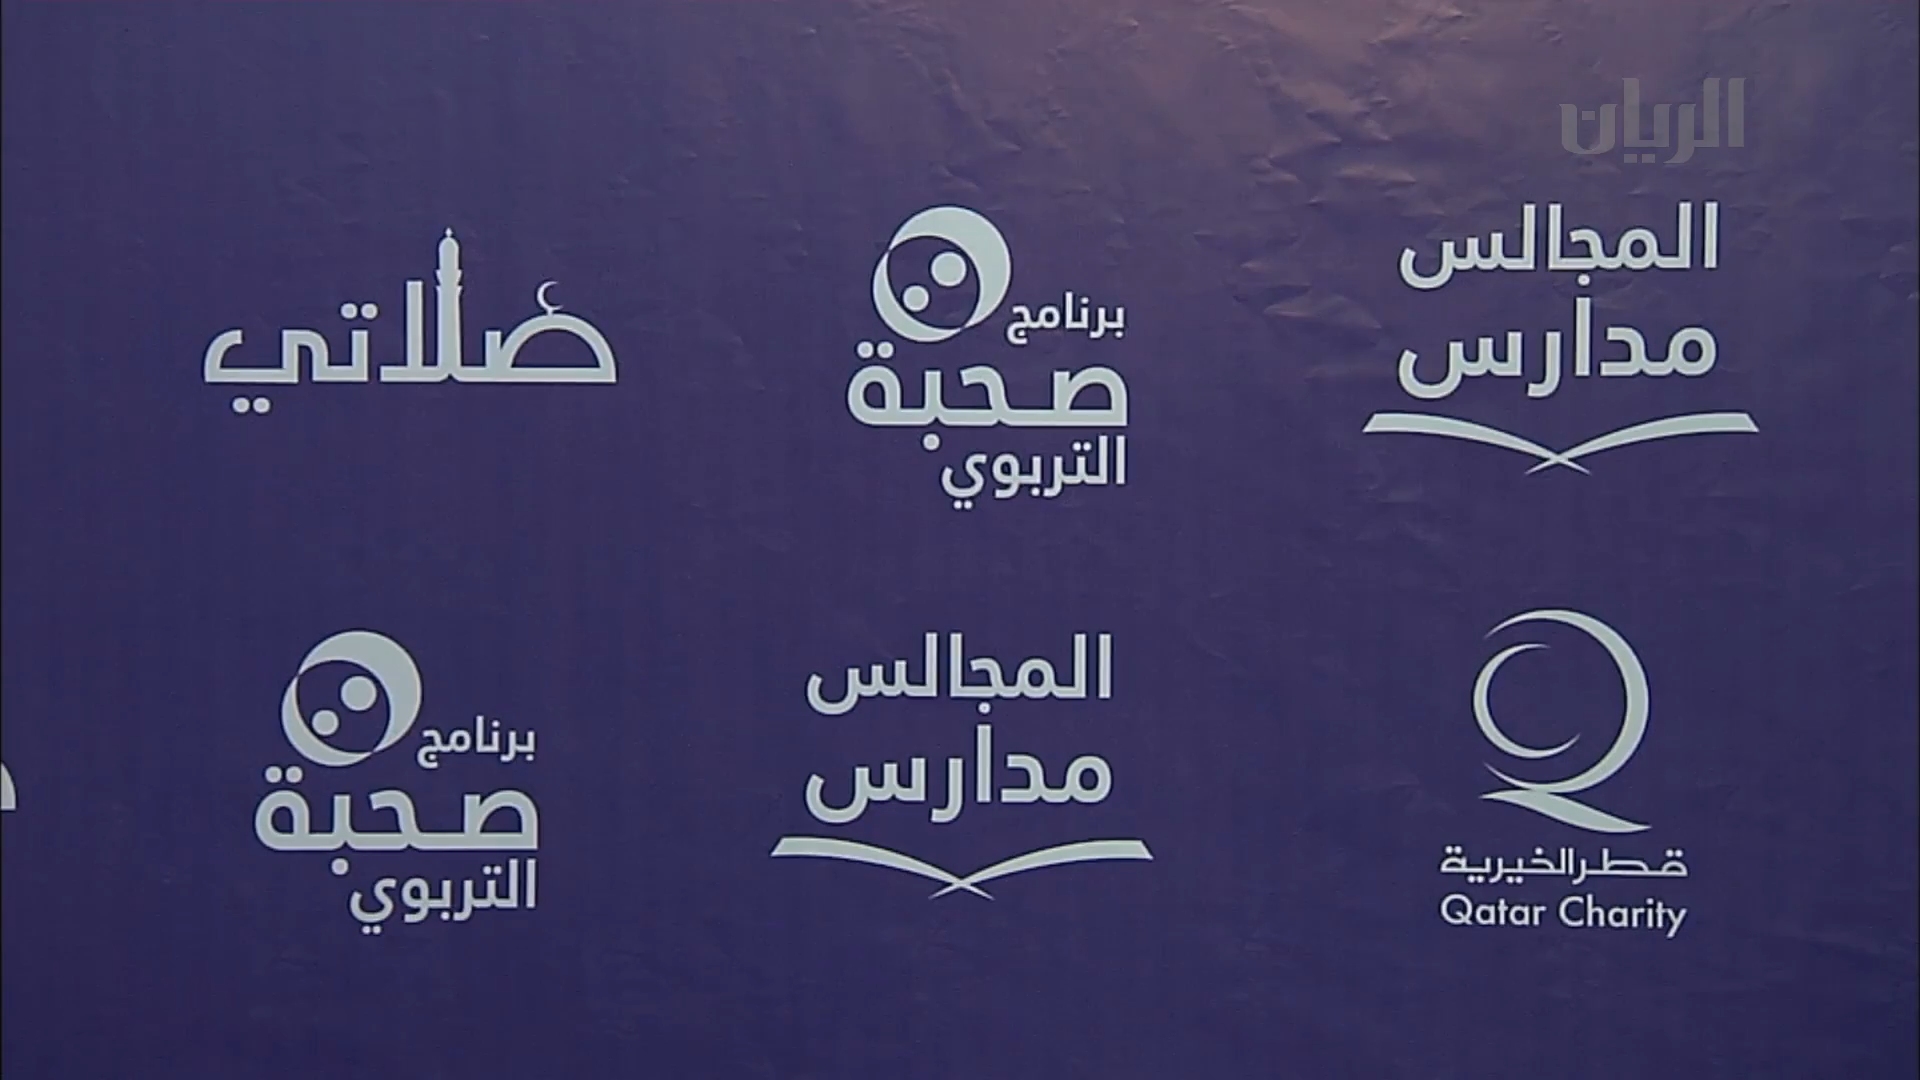 الريان
المجالس
مدارس
برنامج
صحبة
التربوي
صلاتي
قطر الخيرية
Qatar Charity
المجالس
مدارس
برنامج
صحبة
التربوي